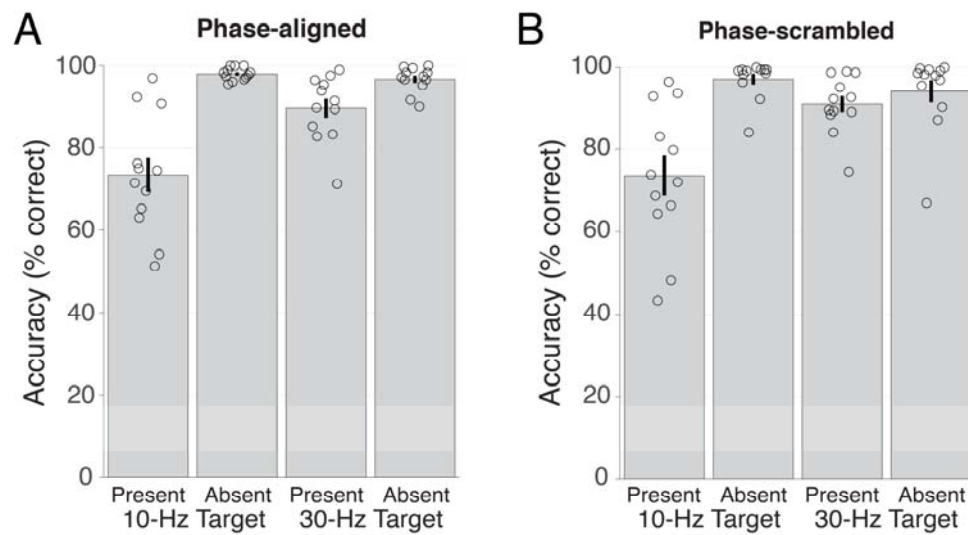 A
Phase-aligned
Accuracy (% correct)
100
80
60
40
20
0
Present Absent Present Absent
10-Hz Target 30-Hz Target
B
Phase-scrambled
Accuracy (% correct)
100
80
60
40
20
0
Present Absent Present Absent
10-Hz Target 30-Hz Target